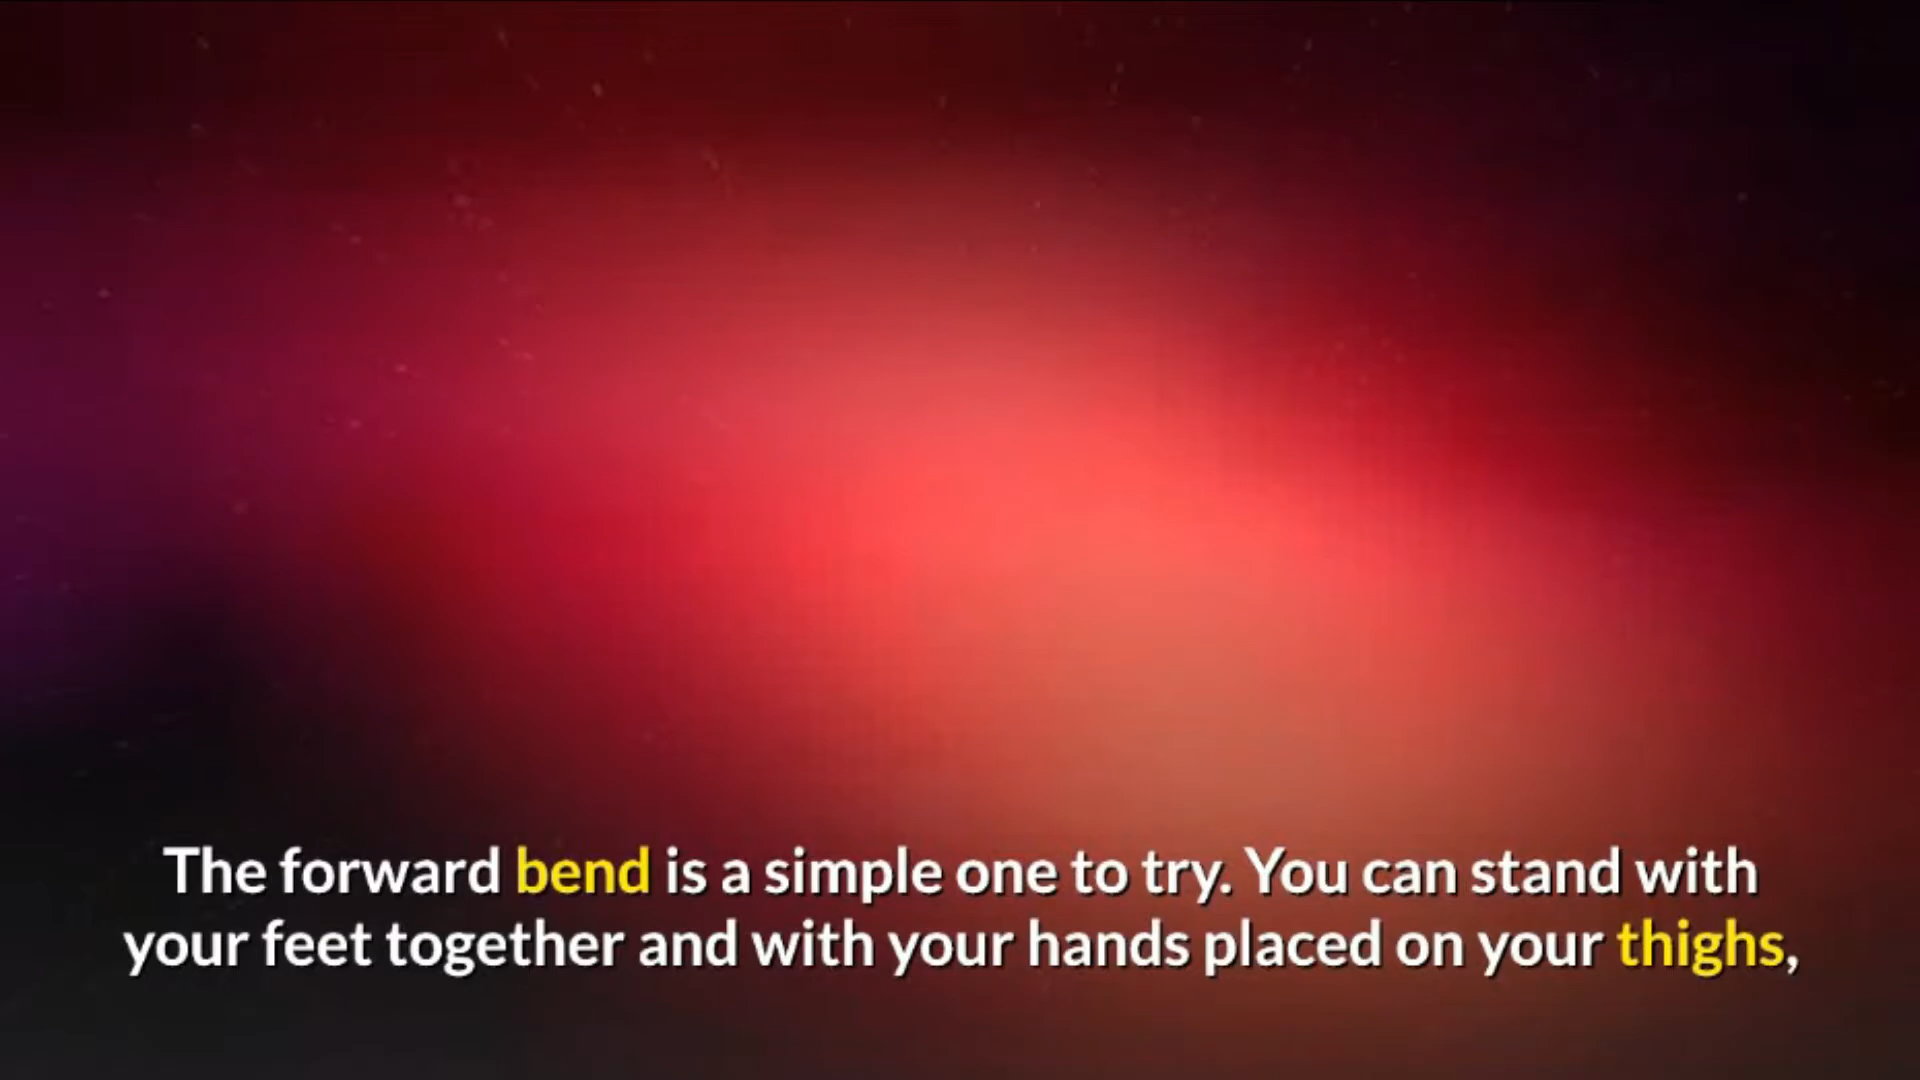 The forward bend is a simple one to try. You can stand with
your feet together and with your hands placed on your thighs,